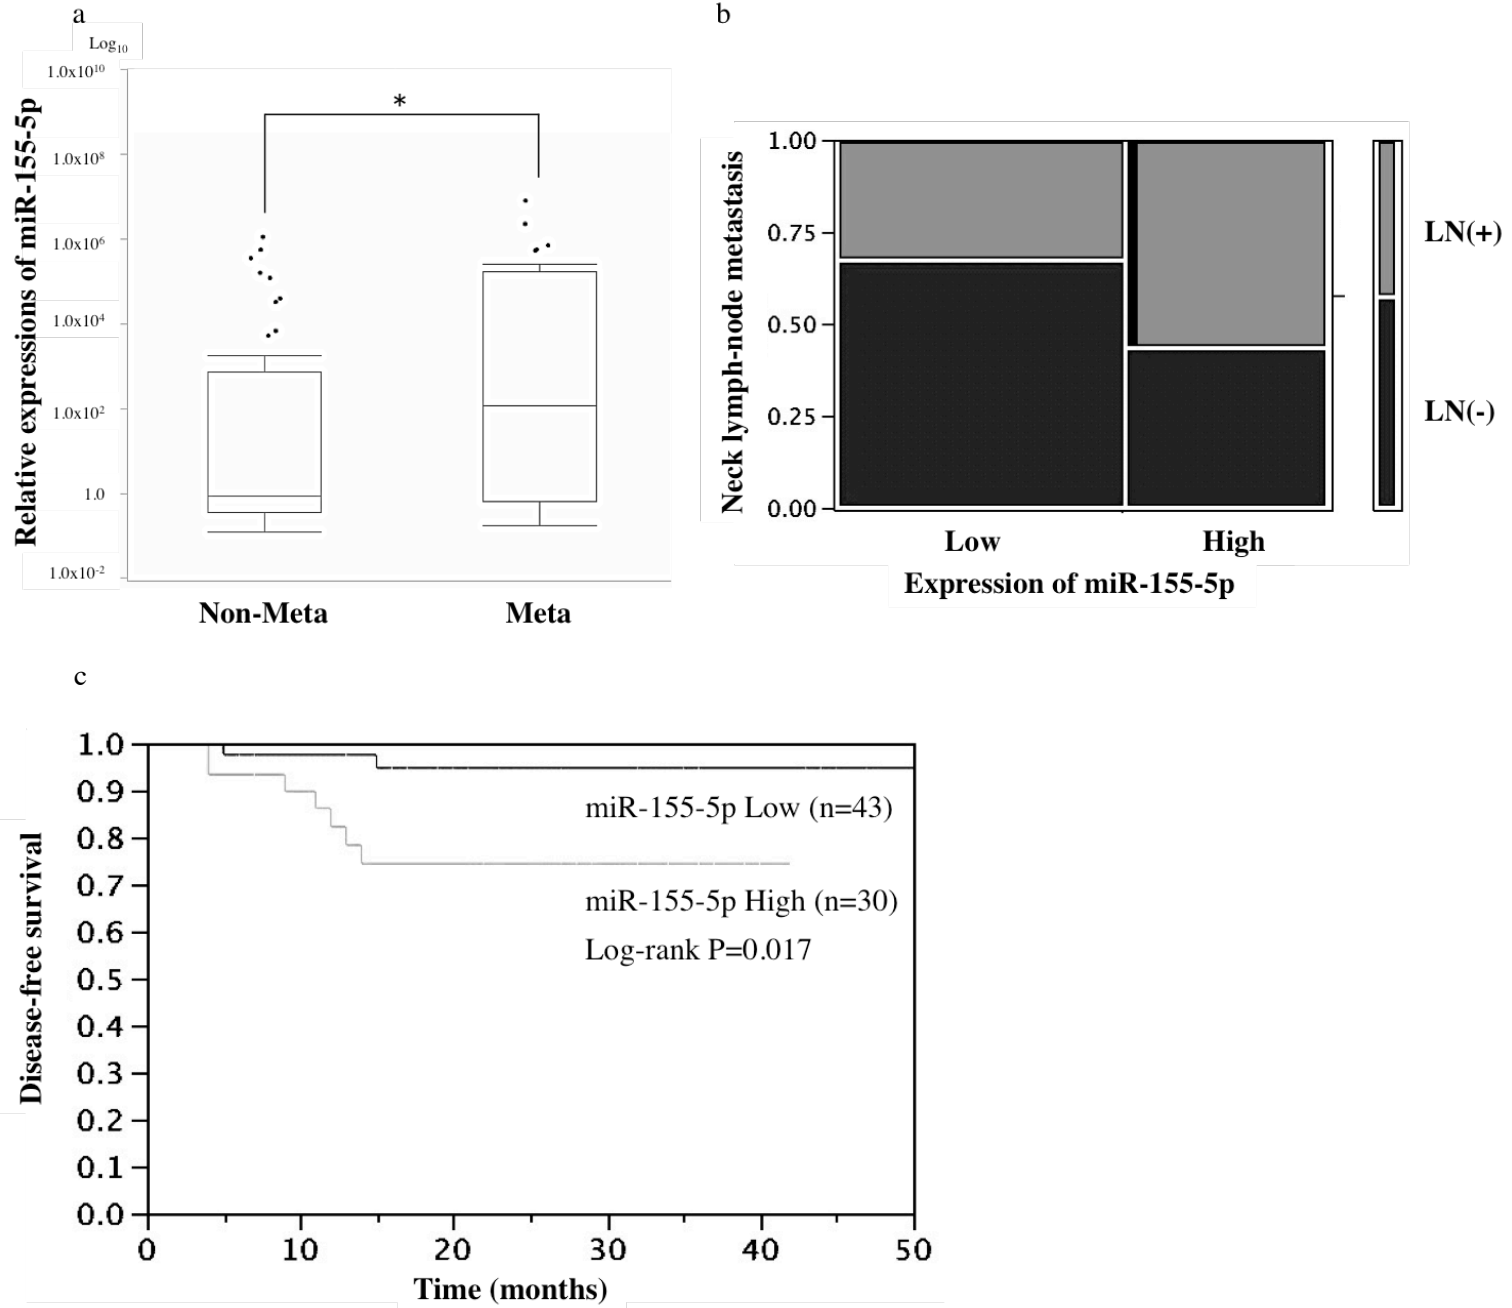 a
Log10
1.0x10^10
1.0x10^8
1.0x10^6
1.0x10^4
1.0x10^2
1.0
1.0x10^-2
Relative expressions of miR-155-5p
*
Non-Meta
Meta
b
1.00
0.75
0.50
0.25
0.00
Neck lymph-node metastasis
LN(+)
LN(-)
Low
High
Expression of miR-155-5p
c
1.0
0.9
0.8
0.7
0.6
0.5
0.4
0.3
0.2
0.1
0.0
Disease-free survival
miR-155-5p Low (n=43)
miR-155-5p High (n=30)
Log-rank P=0.017
0 10 20 30 40 50
Time (months)